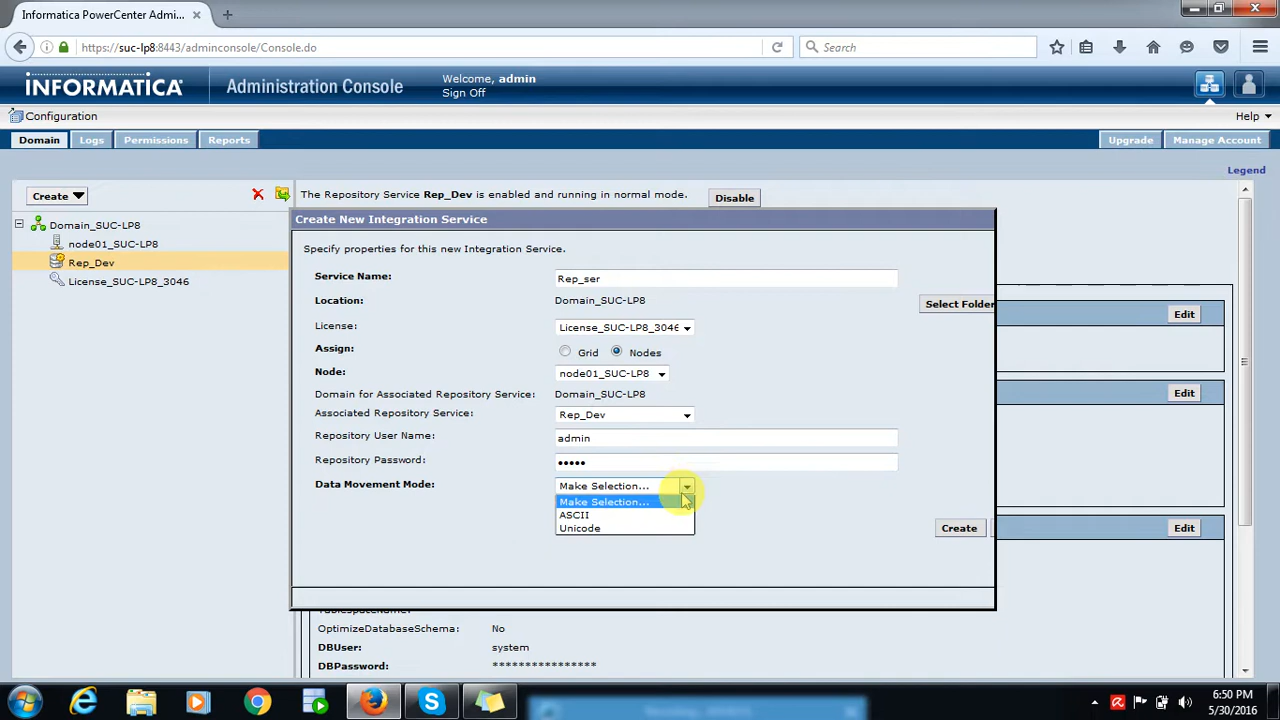 Informatica PowerCenter Admi...
https://suc-lp8:8443/adminconsole/Console.do
Search
INFORMATICA
Administration Console
Welcome, admin
Sign Off
Configuration
Help
Domain
Logs
Permissions
Reports
Upgrade
Manage Account
Legend
Create
The Repository Service Rep_Dev is enabled and running in normal mode.
Disable
Domain_SUC-LP8
node01_SUC-LP8
Rep_Dev
License_SUC-LP8_3046
Create New Integration Service
Specify properties for this new Integration Service.
Service Name:
Rep_ser
Location:
Domain_SUC-LP8
Select Folder
License:
License_SUC-LP8_3046
Assign:
Grid
Nodes
Node:
node01_SUC-LP8
Domain for Associated Repository Service:
Domain_SUC-LP8
Associated Repository Service:
Rep_Dev
Repository User Name:
admin
Repository Password:
•••••
Data Movement Mode:
Make Selection...
Make Selection...
ASCII
Unicode
Create
Edit
Edit
Edit
OptimizeDatabaseSchema:
No
DBUser:
system
DBPassword:
****************
6:50 PM
5/30/2016